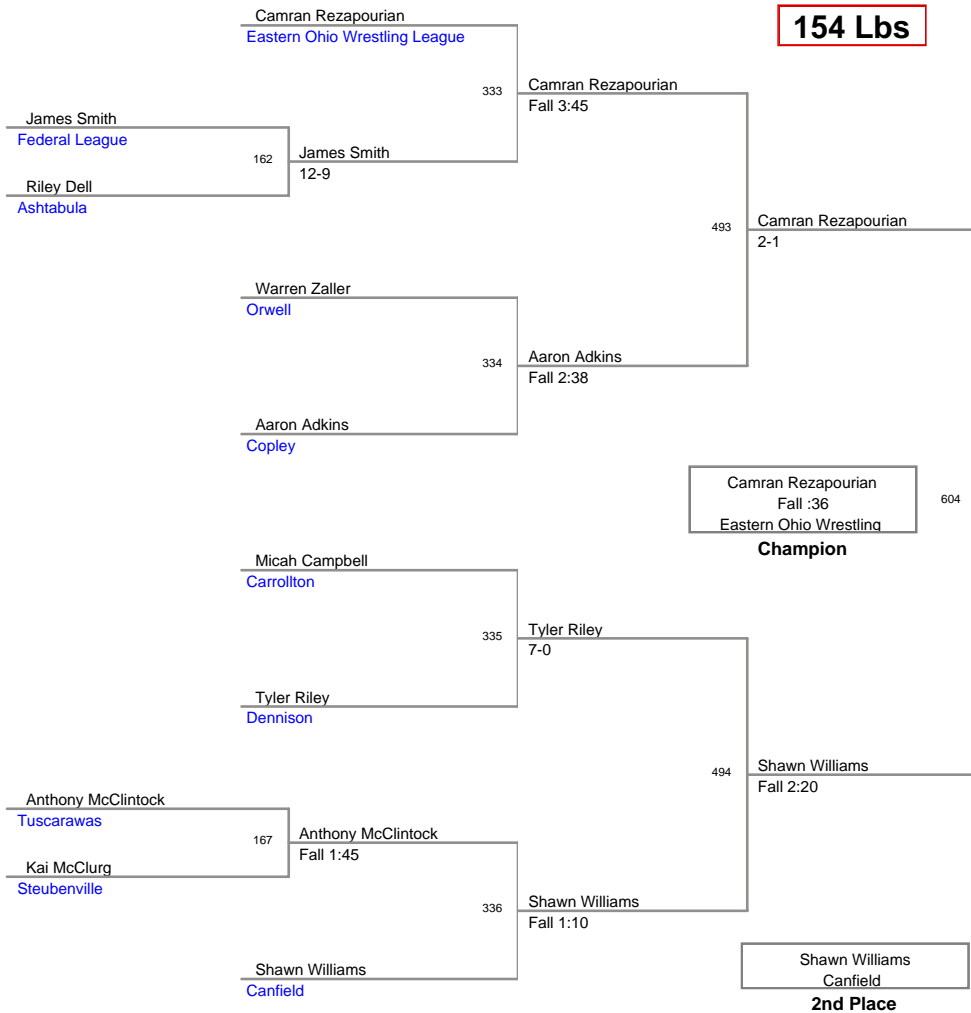 Camran Rezapourian
Eastern Ohio Wrestling League
154 Lbs
333
Camran Rezapourian
Fall 3:45
James Smith
Federal League
162
James Smith
12-9
Riley Dell
Ashtabula
493
Camran Rezapourian
2-1
Warren Zaller
Orwell
334
Aaron Adkins
Fall 2:38
Aaron Adkins
Copley
Camran Rezapourian
Fall :36
Eastern Ohio Wrestling
604
Champion
Micah Campbell
Carrollton
335
Tyler Riley
7-0
Tyler Riley
Dennison
494
Shawn Williams
Fall 2:20
Anthony McClintock
Tuscarawas
167
Anthony McClintock
Fall 1:45
Kai McClurg
Steubenville
336
Shawn Williams
Fall 1:10
Shawn Williams
Canfield
Shawn Williams
Canfield
2nd Place